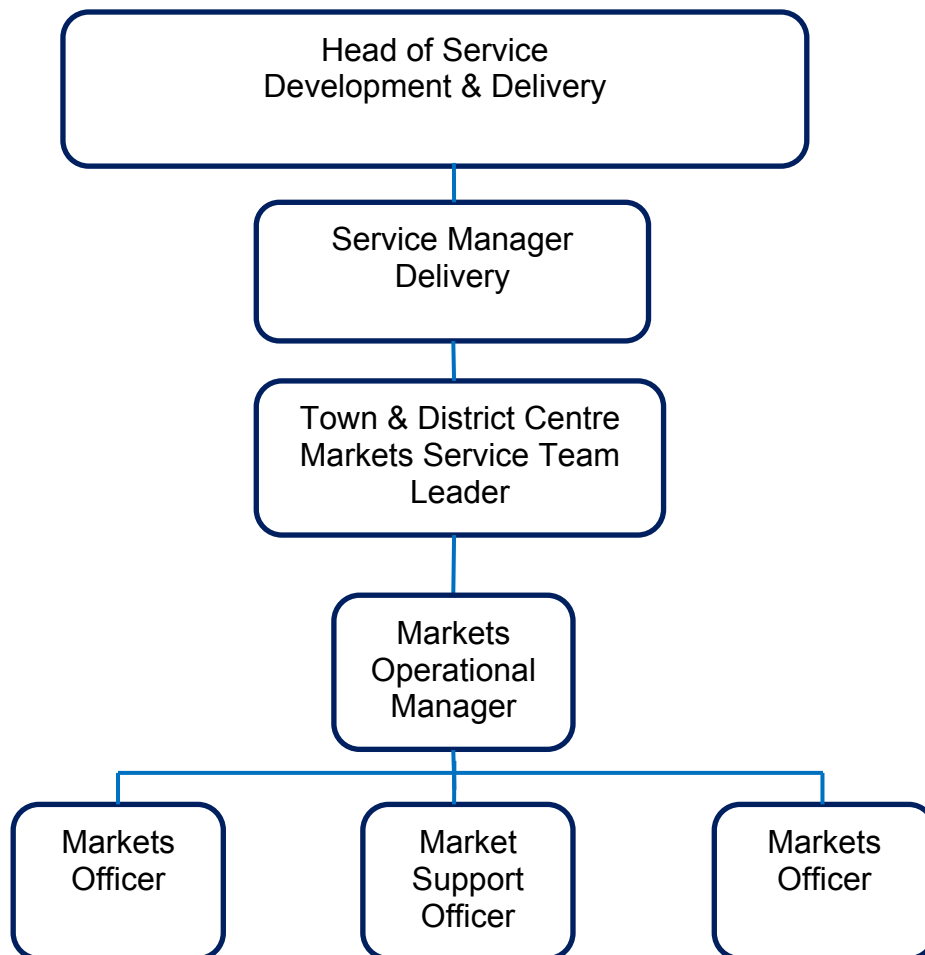 Head of Service
Development & Delivery
Service Manager
Delivery
Town & District Centre
Markets Service Team
Leader
Markets
Operational
Manager
Markets
Officer
Market
Support
Officer
Markets
Officer